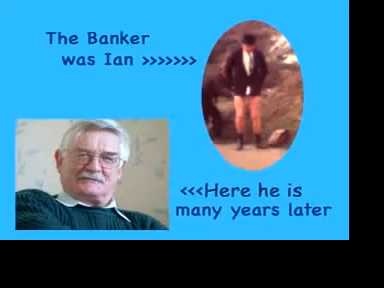 The Banker
was Ian >>>>>>>
<<<Here he is
many years later